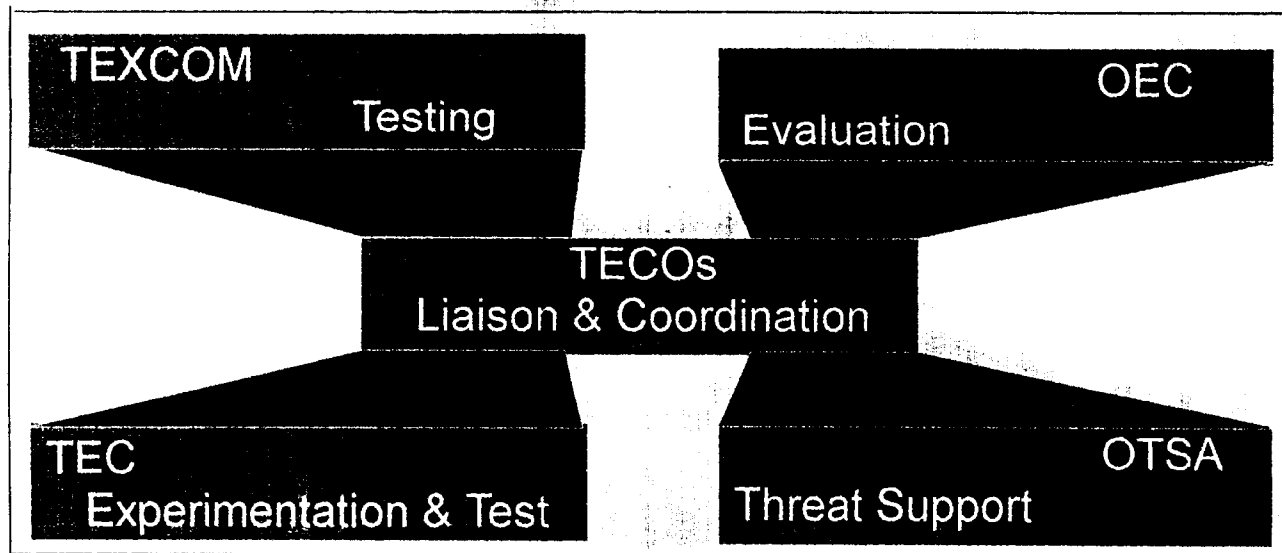 TEXCOM
Testing
OEC
Evaluation
TECOs
Liaison & Coordination
TEC
Experimentation & Test
OTSA
Threat Support